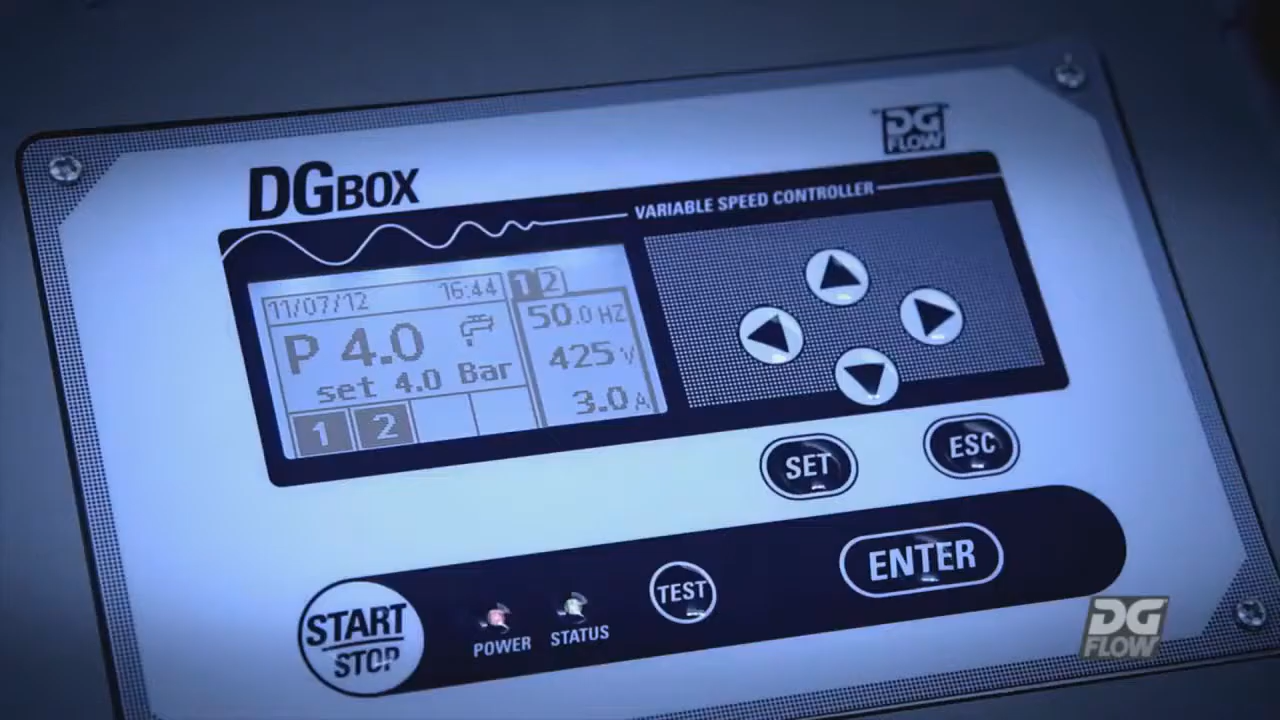 DG
FLOW
DGBOX
VARIABLE SPEED CONTROLLER
11/07/12 16:44
P 4.0
set 4.0 Bar
1 2
1 2
50.0 HZ
425 V
3.0 A
SET
ESC
ENTER
TEST
START
STOP
POWER
STATUS
DG
FLOW